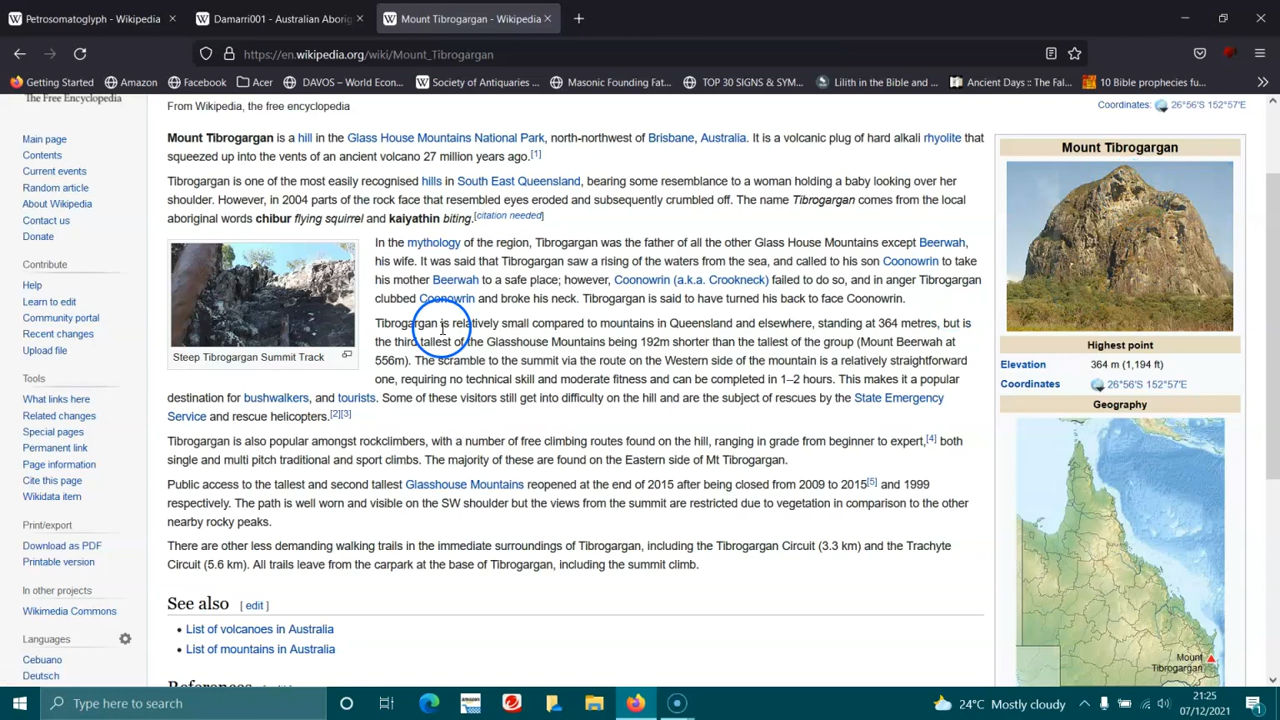 Petrosomatoglyph - Wikipedia
Damarri001 - Australian Aborig
Mount Tibrogargan - Wikipedia
https://en.wikipedia.org/wiki/Mount_Tibrogargan
Getting Started
Amazon
Facebook
Acer
DAVOS – World Econ...
Society of Antiquaries ...
Masonic Founding Fat...
TOP 30 SIGNS & SYM...
Lilith in the Bible and ...
Ancient Days :: The Fal...
10 Bible prophecies fu...
The Free Encyclopedia
From Wikipedia, the free encyclopedia
Coordinates: 26°56′S 152°57′E
Main page
Contents
Current events
Random article
About Wikipedia
Contact us
Donate
Contribute
Help
Learn to edit
Community portal
Recent changes
Upload file
Tools
What links here
Related changes
Special pages
Permanent link
Page information
Cite this page
Wikidata item
Print/export
Download as PDF
Printable version
In other projects
Wikimedia Commons
Languages
Cebuano
Deutsch
Mount Tibrogargan is a hill in the Glass House Mountains National Park, north-northwest of Brisbane, Australia. It is a volcanic plug of hard alkali rhyolite that
squeezed up into the vents of an ancient volcano 27 million years ago.[1]
Tibrogargan is one of the most easily recognised hills in South East Queensland, bearing some resemblance to a woman holding a baby looking over her
shoulder. However, in 2004 parts of the rock face that resembled eyes eroded and subsequently crumbled off. The name Tibrogargan comes from the local
aboriginal words chibur flying squirrel and kaiyathin biting.[citation needed]
Steep Tibrogargan Summit Track
In the mythology of the region, Tibrogargan was the father of all the other Glass House Mountains except Beerwah,
his wife. It was said that Tibrogargan saw a rising of the waters from the sea, and called to his son Coonowrin to take
his mother Beerwah to a safe place; however, Coonowrin (a.k.a. Crookneck) failed to do so, and in anger Tibrogargan
clubbed Coonowrin and broke his neck. Tibrogargan is said to have turned his back to face Coonowrin.
Tibrogargan is relatively small compared to mountains in Queensland and elsewhere, standing at 364 metres, but is
the third tallest of the Glasshouse Mountains being 192m shorter than the tallest of the group (Mount Beerwah at
556m). The scramble to the summit via the route on the Western side of the mountain is a relatively straightforward
one, requiring no technical skill and moderate fitness and can be completed in 1–2 hours. This makes it a popular
destination for bushwalkers, and tourists. Some of these visitors still get into difficulty on the hill and are the subject of rescues by the State Emergency
Service and rescue helicopters.[2][3]
Tibrogargan is also popular amongst rockclimbers, with a number of free climbing routes found on the hill, ranging in grade from beginner to expert,[4] both
single and multi pitch traditional and sport climbs. The majority of these are found on the Eastern side of Mt Tibrogargan.
Public access to the tallest and second tallest Glasshouse Mountains reopened at the end of 2015 after being closed from 2009 to 2015[5] and 1999
respectively. The path is well worn and visible on the SW shoulder but the views from the summit are restricted due to vegetation in comparison to the other
nearby rocky peaks.
There are other less demanding walking trails in the immediate surroundings of Tibrogargan, including the Tibrogargan Circuit (3.3 km) and the Trachyte
Circuit (5.6 km). All trails leave from the carpark at the base of Tibrogargan, including the summit climb.
See also [ edit ]
List of volcanoes in Australia
List of mountains in Australia
References
Mount Tibrogargan
Highest point
Elevation 364 m (1,194 ft)
Coordinates 26°56′S 152°57′E
Geography
Mount
Tibrogargan
Type here to search
amazon
24°C Mostly cloudy
21:25
07/12/2021
1